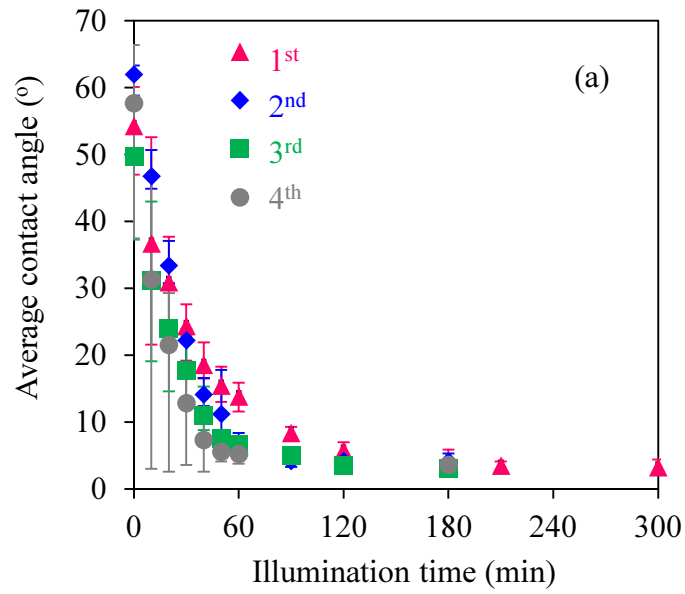 70
60
50
40
30
20
10
0
Average contact angle (º)
1st
2nd
3rd
4th
(a)
0 60 120 180 240 300
Illumination time (min)